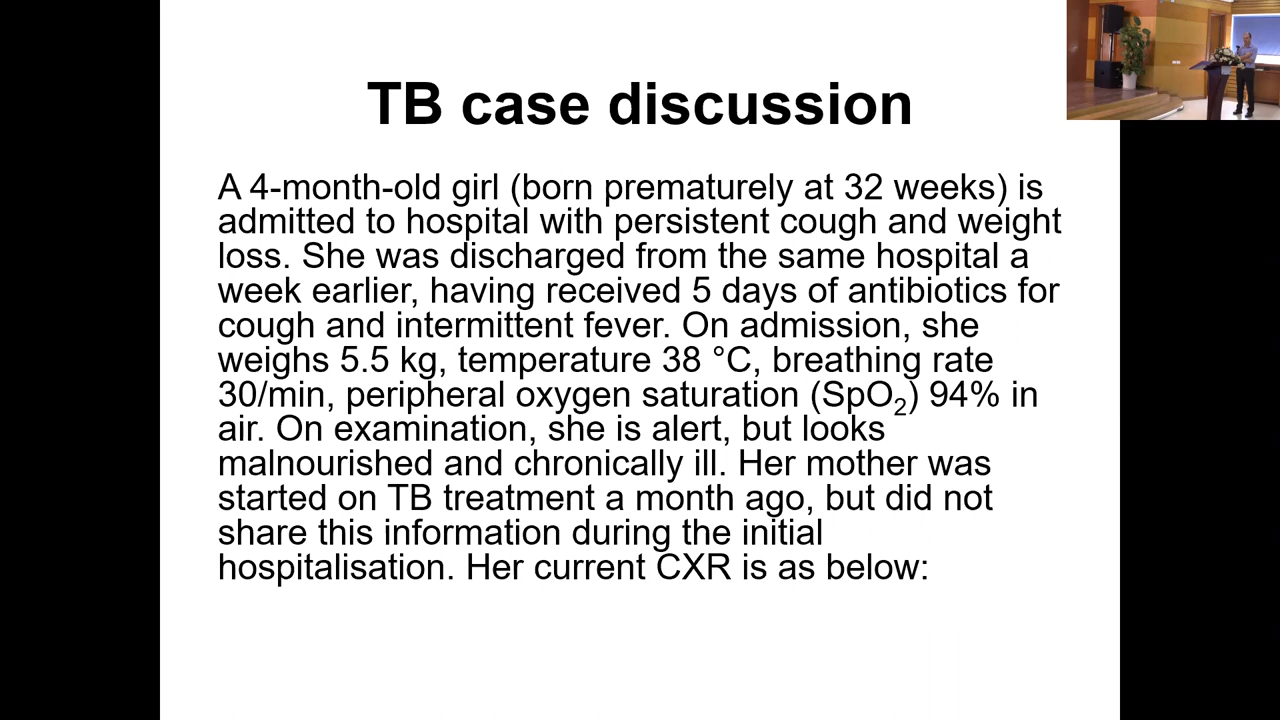 TB case discussion
A 4-month-old girl (born prematurely at 32 weeks) is
admitted to hospital with persistent cough and weight
loss. She was discharged from the same hospital a
week earlier, having received 5 days of antibiotics for
cough and intermittent fever. On admission, she
weighs 5.5 kg, temperature 38 °C, breathing rate
30/min, peripheral oxygen saturation (SpO₂) 94% in
air. On examination, she is alert, but looks
malnourished and chronically ill. Her mother was
started on TB treatment a month ago, but did not
share this information during the initial
hospitalisation. Her current CXR is as below: